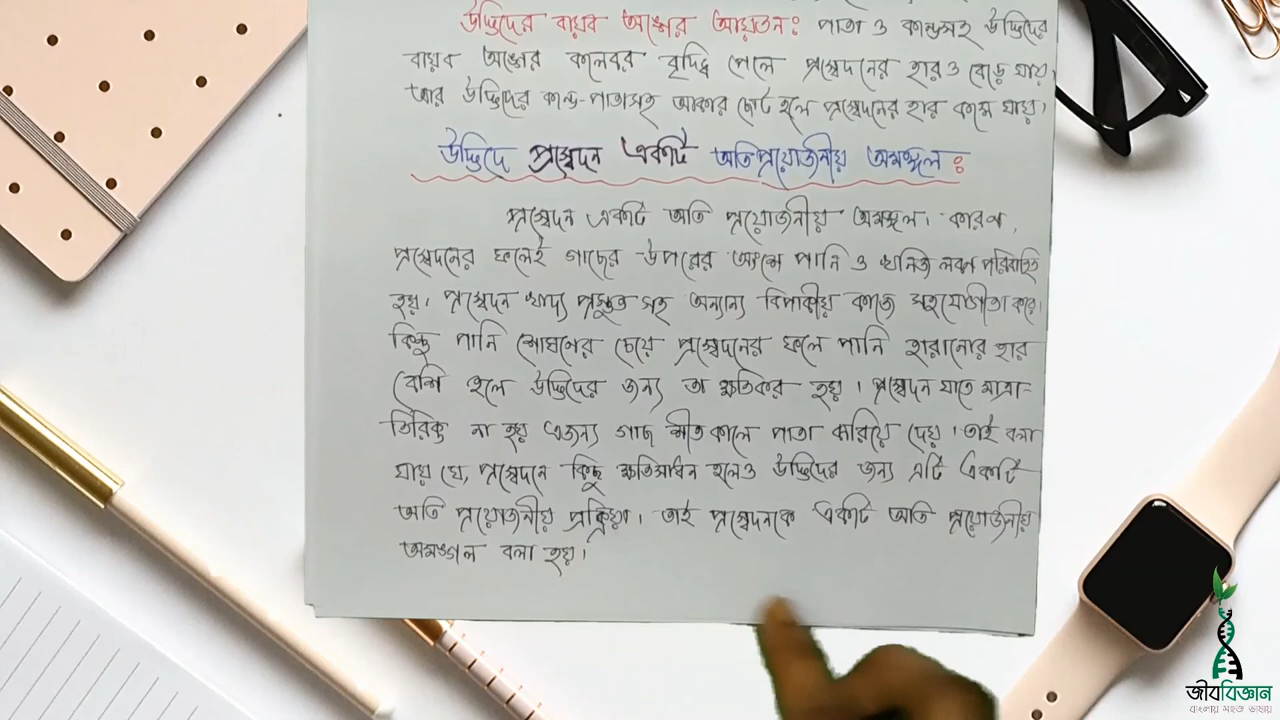 উদ্ভিদের বায়ব অঙ্গের আয়তন: পাতা ও কান্ডসহ উদ্ভিদের
বায়ব অঙ্গের কলেবর বৃদ্ধি পেলে প্রস্বেদনের হারও বেড়ে যায়,
আর উদ্ভিদের কান্ড-পাতাসহ আকার ছোট হলে প্রস্বেদনের হার কমে যায়।
উদ্ভিদে প্রস্বেদন একটি অতিপ্রয়োজনীয় অমঙ্গল:
প্রস্বেদন একটি অতি প্রয়োজনীয় অমঙ্গল। কারণ,
প্রস্বেদনের ফলেই গাছের উপরের অংশে পানি ও খনিজ লবণ পরিবাহিত
হয়। প্রস্বেদন খাদ্য প্রস্তুত সহ অন্যান্য বিপাকীয় কাজে সহযোগীতা করে।
কিন্তু পানি শোষণের চেয়ে প্রস্বেদনের ফলে পানি হারানোর হার
বেশি হলে উদ্ভিদের জন্য তা ক্ষতিকর হয়। প্রস্বেদন যাতে মাত্রা-
তিরিক্ত না হয় এজন্য গাছ শীতকালে পাতা ঝরিয়ে দেয়। তাই বলা
যায় যে, প্রস্বেদনে কিছু ক্ষতিসাধন হলেও উদ্ভিদের জন্য এটি একটি
অতি প্রয়োজনীয় প্রক্রিয়া। তাই প্রস্বেদনকে একটি অতি প্রয়োজনীয়
অমঙ্গল বলা হয়।
জীববিজ্ঞান
বাংলায় সহজ ভাষায়